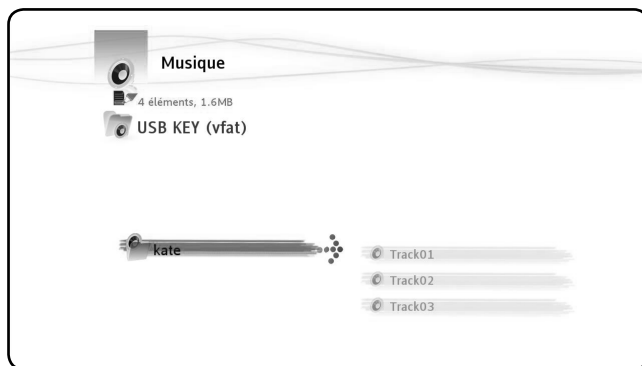 Musique
4 éléments, 1.6MB
USB KEY (vfat)
kate
Track01
Track02
Track03